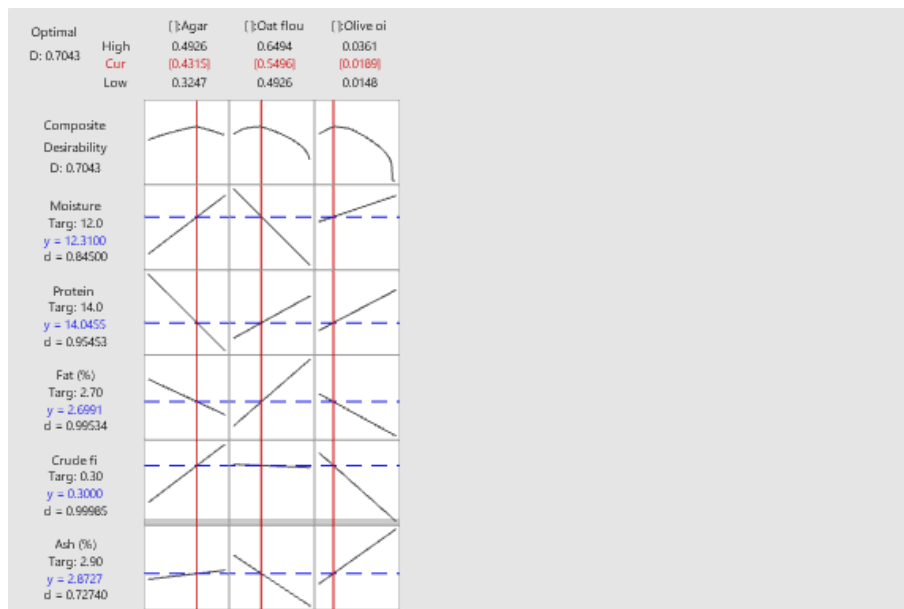 Optimal
D: 0.7043
High
Cur
Low
[ ]:Agar
0.4926
[0.4315]
0.3247
[ ]:Oat flou
0.6494
[0.5496]
0.4926
[ ]:Olive oi
0.0361
[0.0189]
0.0148
Composite
Desirability
D: 0.7043
Moisture
Targ: 12.0
y = 12.3100
d = 0.84500
Protein
Targ: 14.0
y = 14.0455
d = 0.95453
Fat (%)
Targ: 2.70
y = 2.6991
d = 0.99534
Crude fi
Targ: 0.30
y = 0.3000
d = 0.99985
Ash (%)
Targ: 2.90
y = 2.8727
d = 0.72740